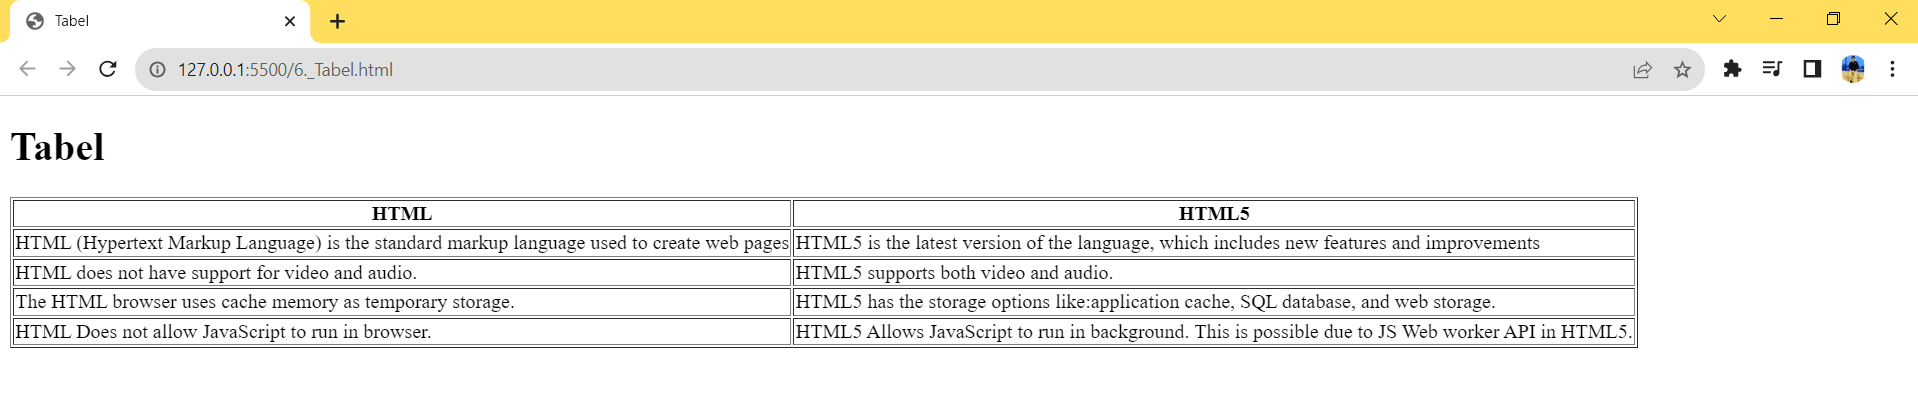 Tabel
127.0.0.1:5500/6._Tabel.html
Tabel
HTML HTML5
HTML (Hypertext Markup Language) is the standard markup language used to create web pages HTML5 is the latest version of the language, which includes new features and improvements
HTML does not have support for video and audio. HTML5 supports both video and audio.
The HTML browser uses cache memory as temporary storage. HTML5 has the storage options like:application cache, SQL database, and web storage.
HTML Does not allow JavaScript to run in browser. HTML5 Allows JavaScript to run in background. This is possible due to JS Web worker API in HTML5.